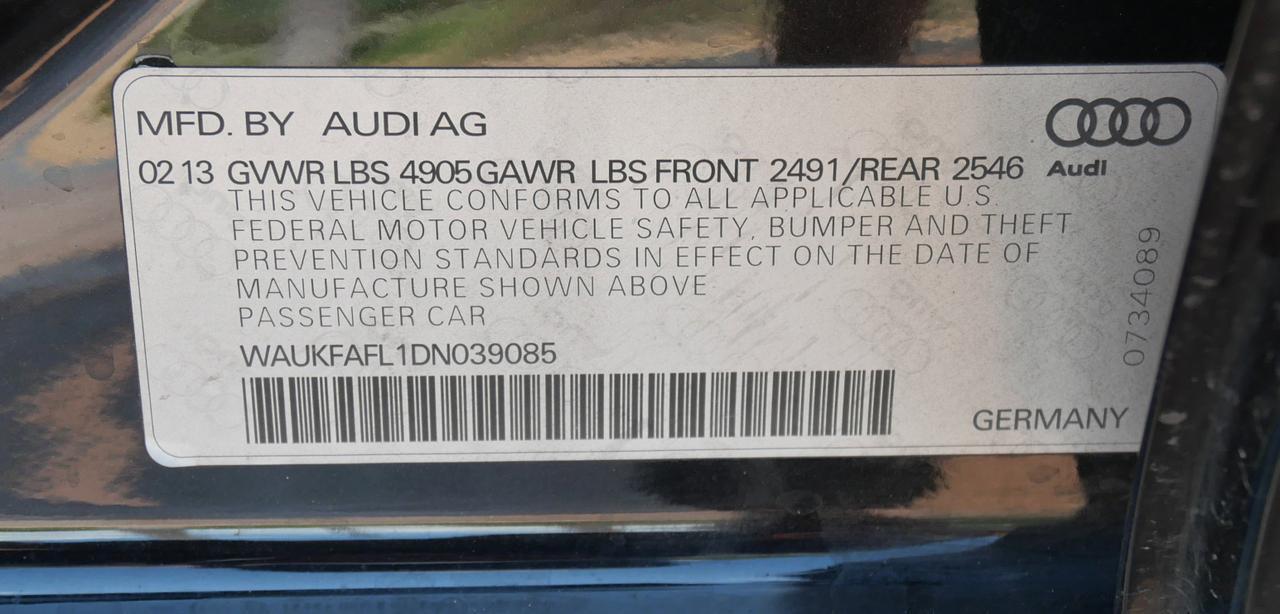 MFD. BY AUDI AG
02 13 GVWR LBS 4905 GAWR LBS FRONT 2491/REAR 2546
Audi
THIS VEHICLE CONFORMS TO ALL APPLICABLE U.S.
FEDERAL MOTOR VEHICLE SAFETY, BUMPER AND THEFT
PREVENTION STANDARDS IN EFFECT ON THE DATE OF
MANUFACTURE SHOWN ABOVE
PASSENGER CAR
WAUKFAFL1DN039085
GERMANY
0734089